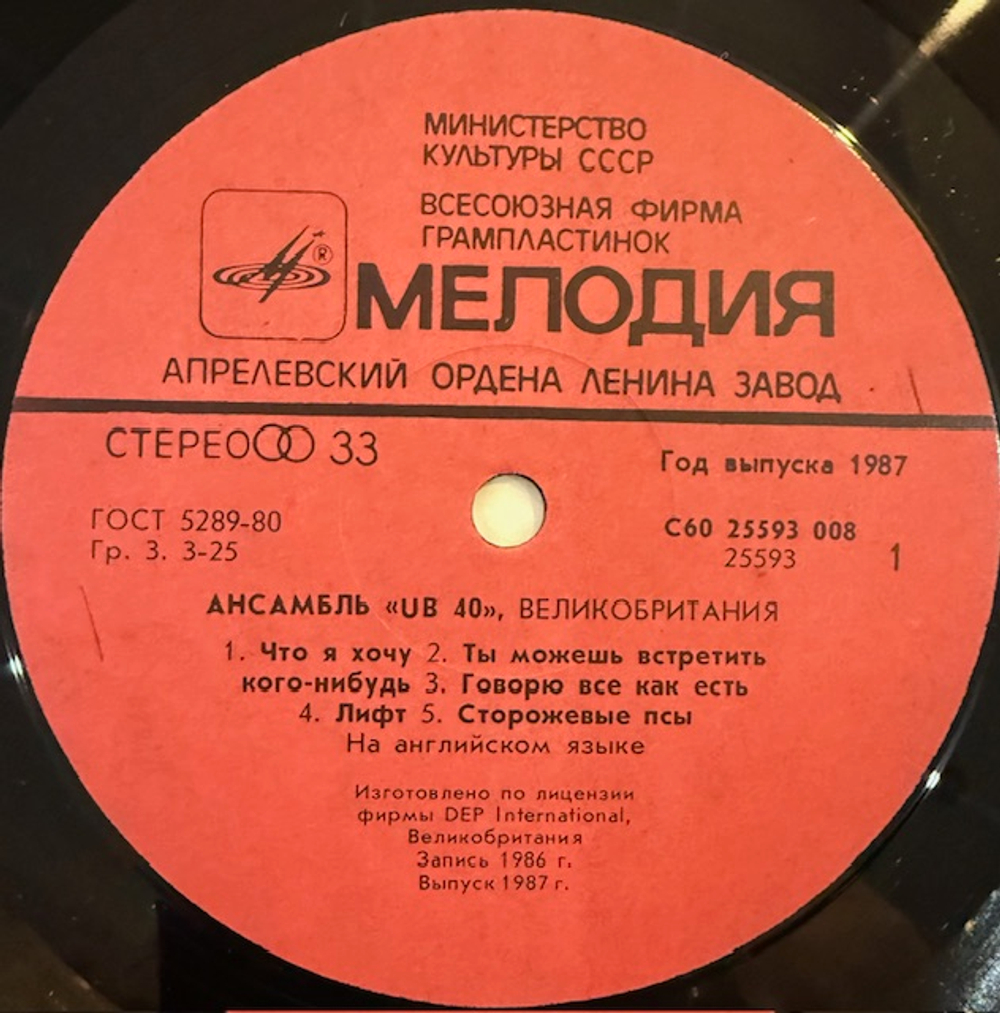 МИНИСТЕРСТВО
КУЛЬТУРЫ СССР
ВСЕСОЮЗНАЯ ФИРМА
ГРАМПЛАСТИНОК
®
МЕЛОДИЯ
АПРЕЛЕВСКИЙ ОРДЕНА ЛЕНИНА ЗАВОД
СТЕРЕО 33
Год выпуска 1987
ГОСТ 5289-80
Гр. 3. 3-25
С60 25593 008
25593
1
АНСАМБЛЬ «UB 40», ВЕЛИКОБРИТАНИЯ
1. Что я хочу 2. Ты можешь встретить
кого-нибудь 3. Говорю все как есть
4. Лифт 5. Сторожевые псы
На английском языке
Изготовлено по лицензии
фирмы DEP International,
Великобритания
Запись 1986 г.
Выпуск 1987 г.